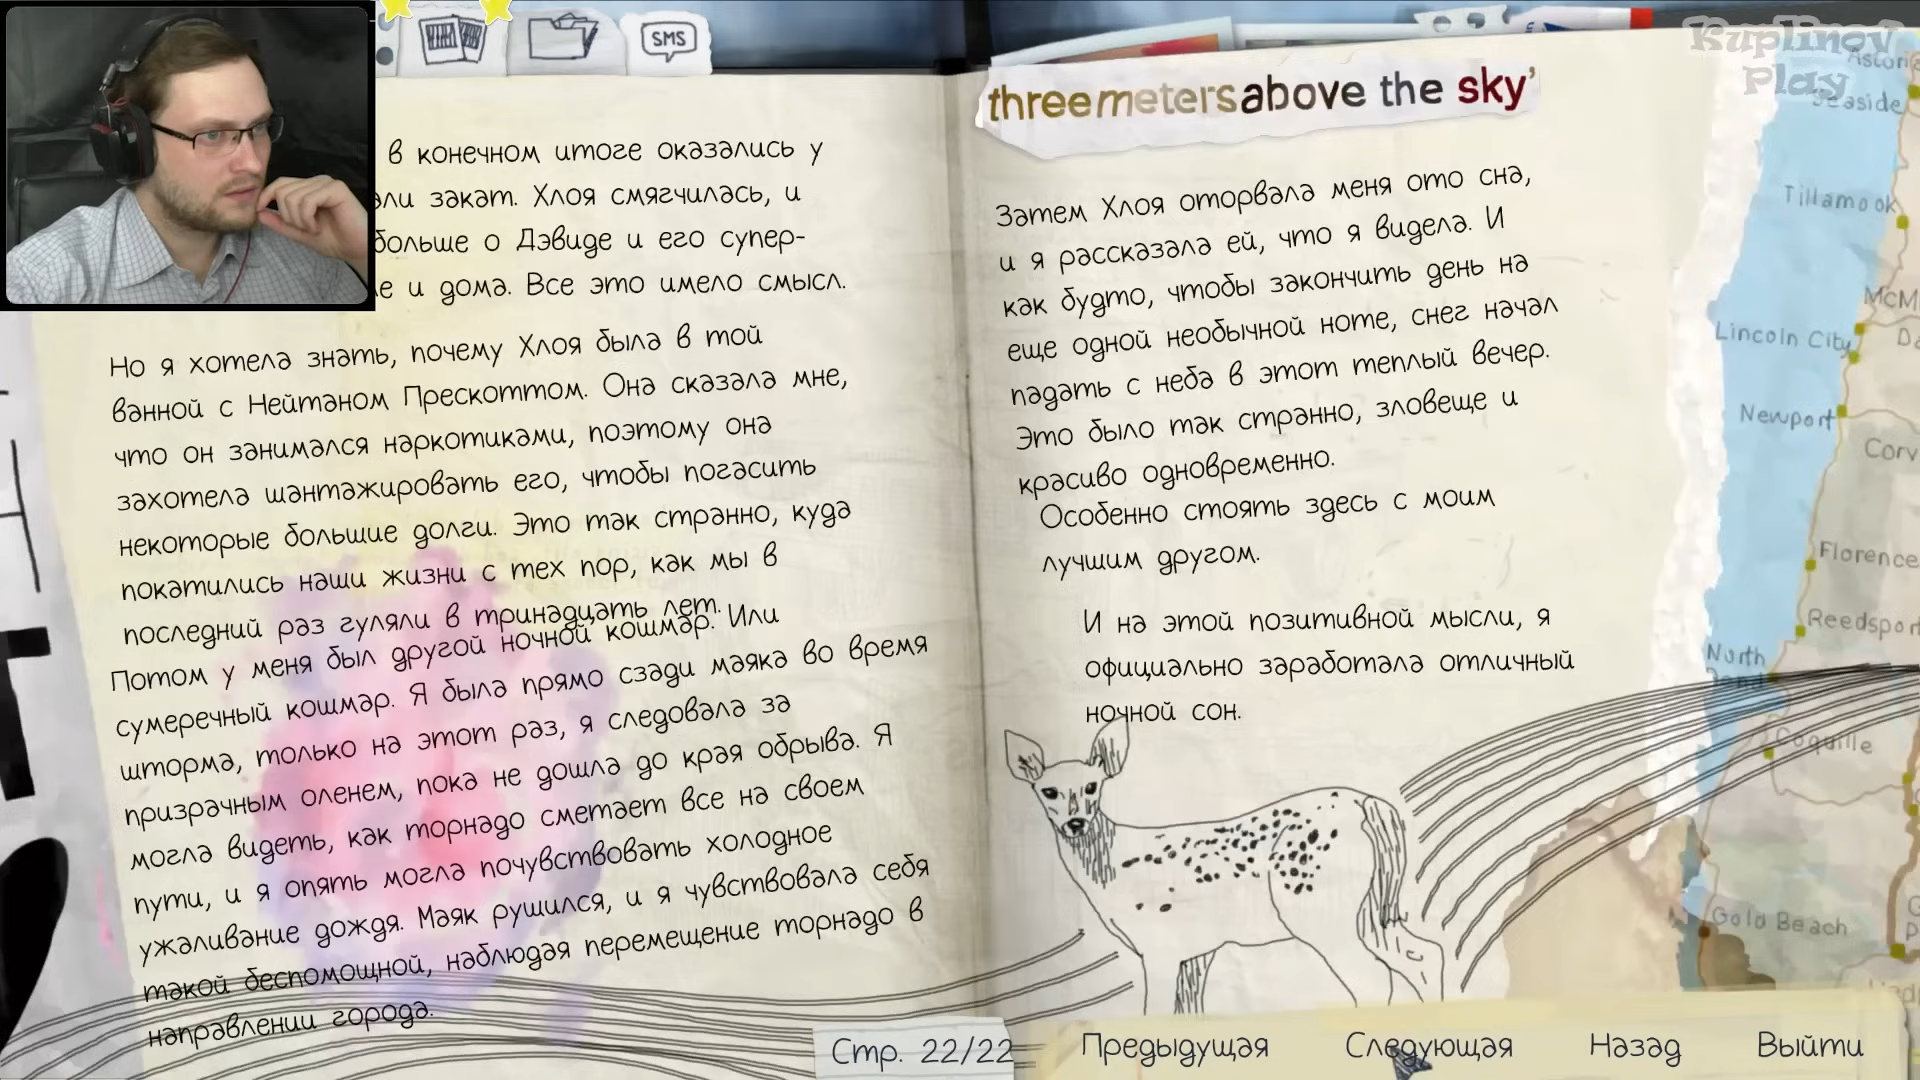 SMS
Kuplinov
Play
в конечном итоге оказались у
закат. Хлоя смягчилась, и
больше о Дэвиде и его супер-
и дома. Все это имело смысл.
Но я хотела знать, почему Хлоя была в той
ванной с Нейтаном Прескоттом. Она сказала мне,
что он занимался наркотиками, поэтому она
захотела шантажировать его, чтобы погасить
некоторые большие долги. Это так странно, куда
покатились наши жизни с тех пор, как мы в
последний раз гуляли в тринадцать лет.
Потом у меня был другой ночной кошмар. Или
сумеречный кошмар. Я была прямо сзади маяка во время
шторма, только на этот раз, я следовала за
призрачным оленем, пока не дошла до края обрыва. Я
могла видеть, как торнадо сметает все на своем
пути, и я опять могла почувствовать холодное
ужаливание дождя. Маяк рушился, и я чувствовала себя
такой беспомощной, наблюдая перемещение торнадо в
направлении города.
three meters above the sky'
Затем Хлоя оторвала меня ото сна,
и я рассказала ей, что я видела. И
как будто, чтобы закончить день на
еще одной необычной ноте, снег начал
падать с неба в этот теплый вечер.
Это было так странно, зловеще и
красиво одновременно.
Особенно стоять здесь с моим
лучшим другом.
И на этой позитивной мысли, я
официально заработала отличный
ночной сон.
Seaside
Tillamook
McM
Lincoln City
Newport
Corv
Florence
Reedsport
North
Bend
Coquille
Gold Beach
Стр. 22/22
Предыдущая
Следующая
Назад
Выйти